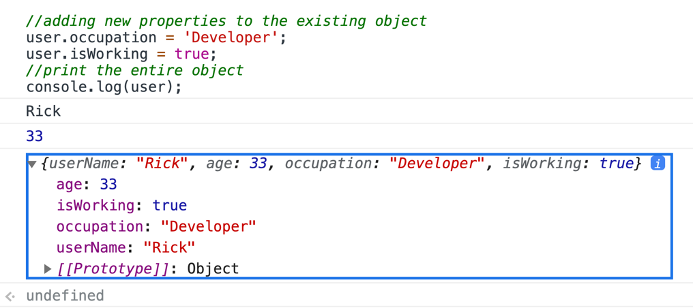 //adding new properties to the existing object
user.occupation = 'Developer';
user.isWorking = true;
//print the entire object
console.log(user);
Rick
33
{userName: "Rick", age: 33, occupation: "Developer", isWorking: true} i
age: 33
isWorking: true
occupation: "Developer"
userName: "Rick"
[[Prototype]]: Object
undefined